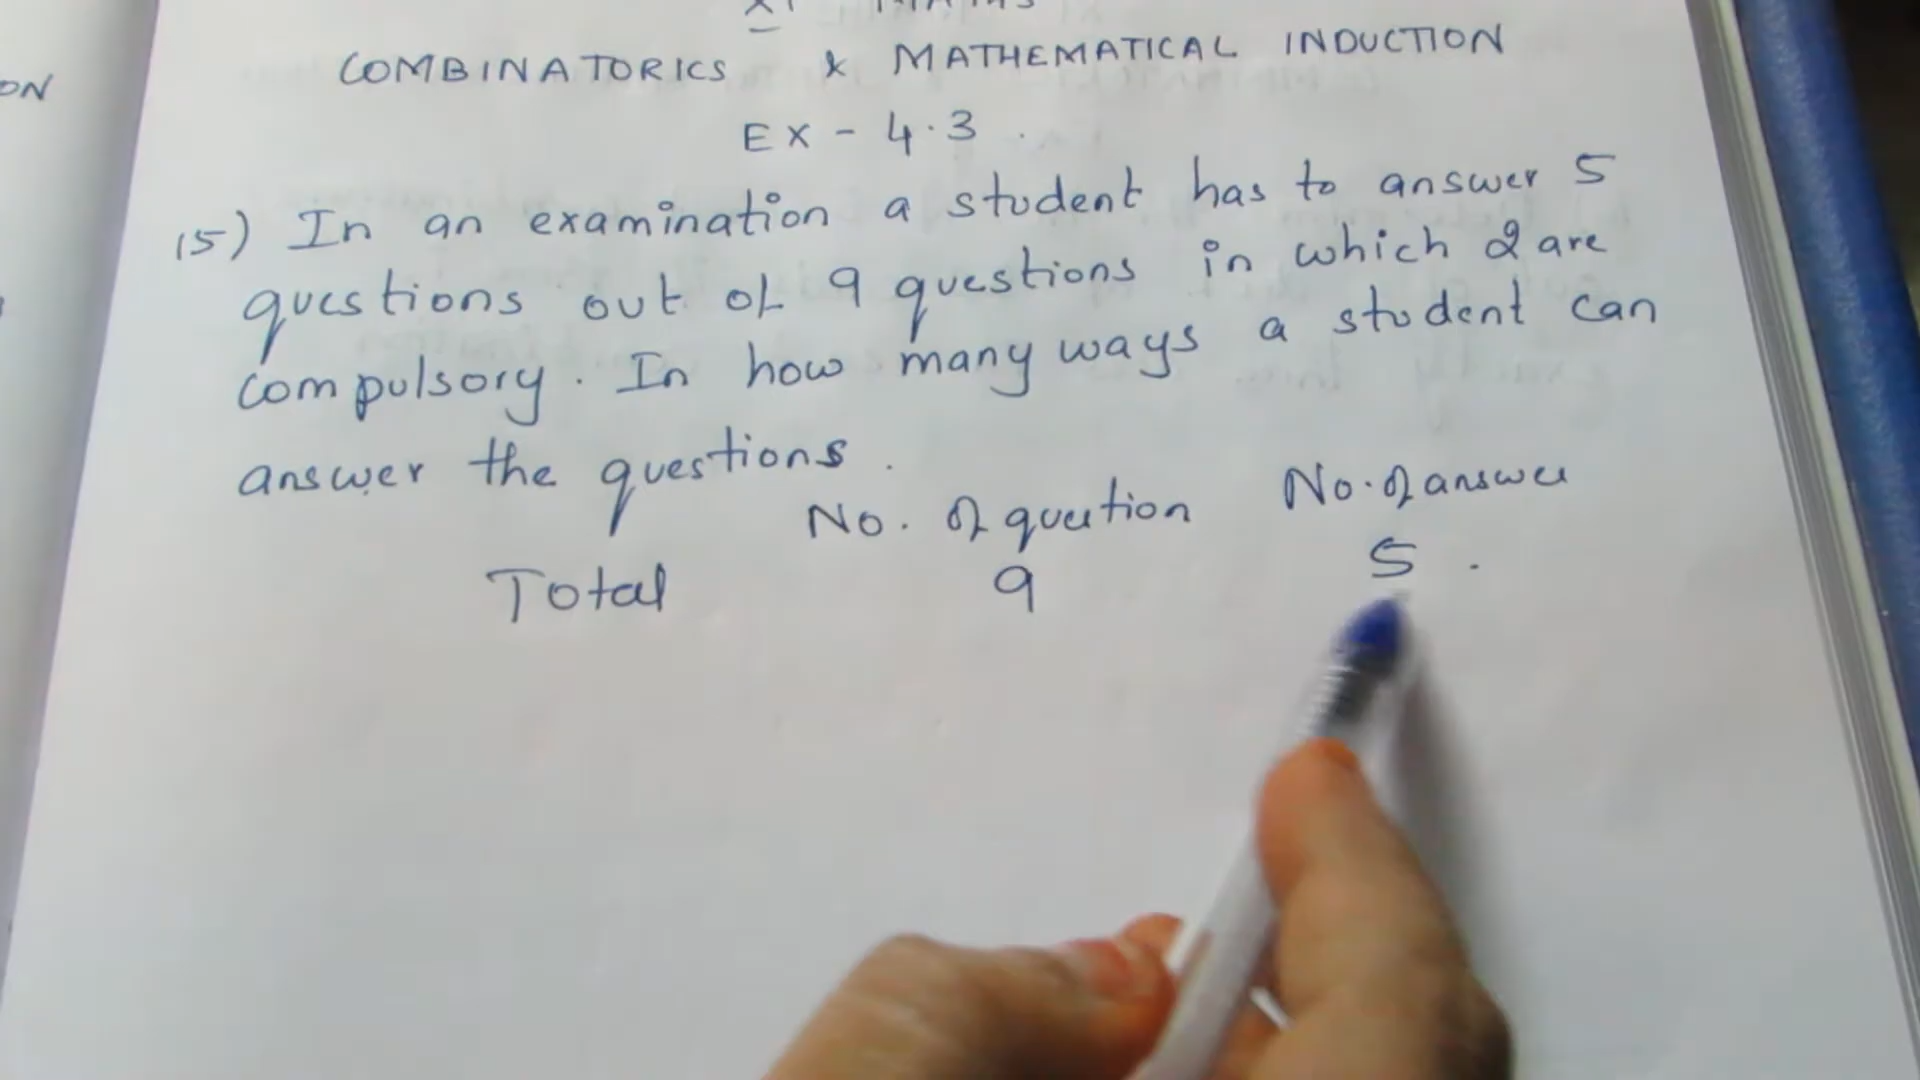 ON
COMBINATORICS & MATHEMATICAL INDUCTION
EX - 4.3 .
15) In an examination a student has to answer 5
questions out of 9 questions in which 2 are
compulsory. In how many ways a student can
answer the questions.
No. of question No. of answer
Total 9 5 .